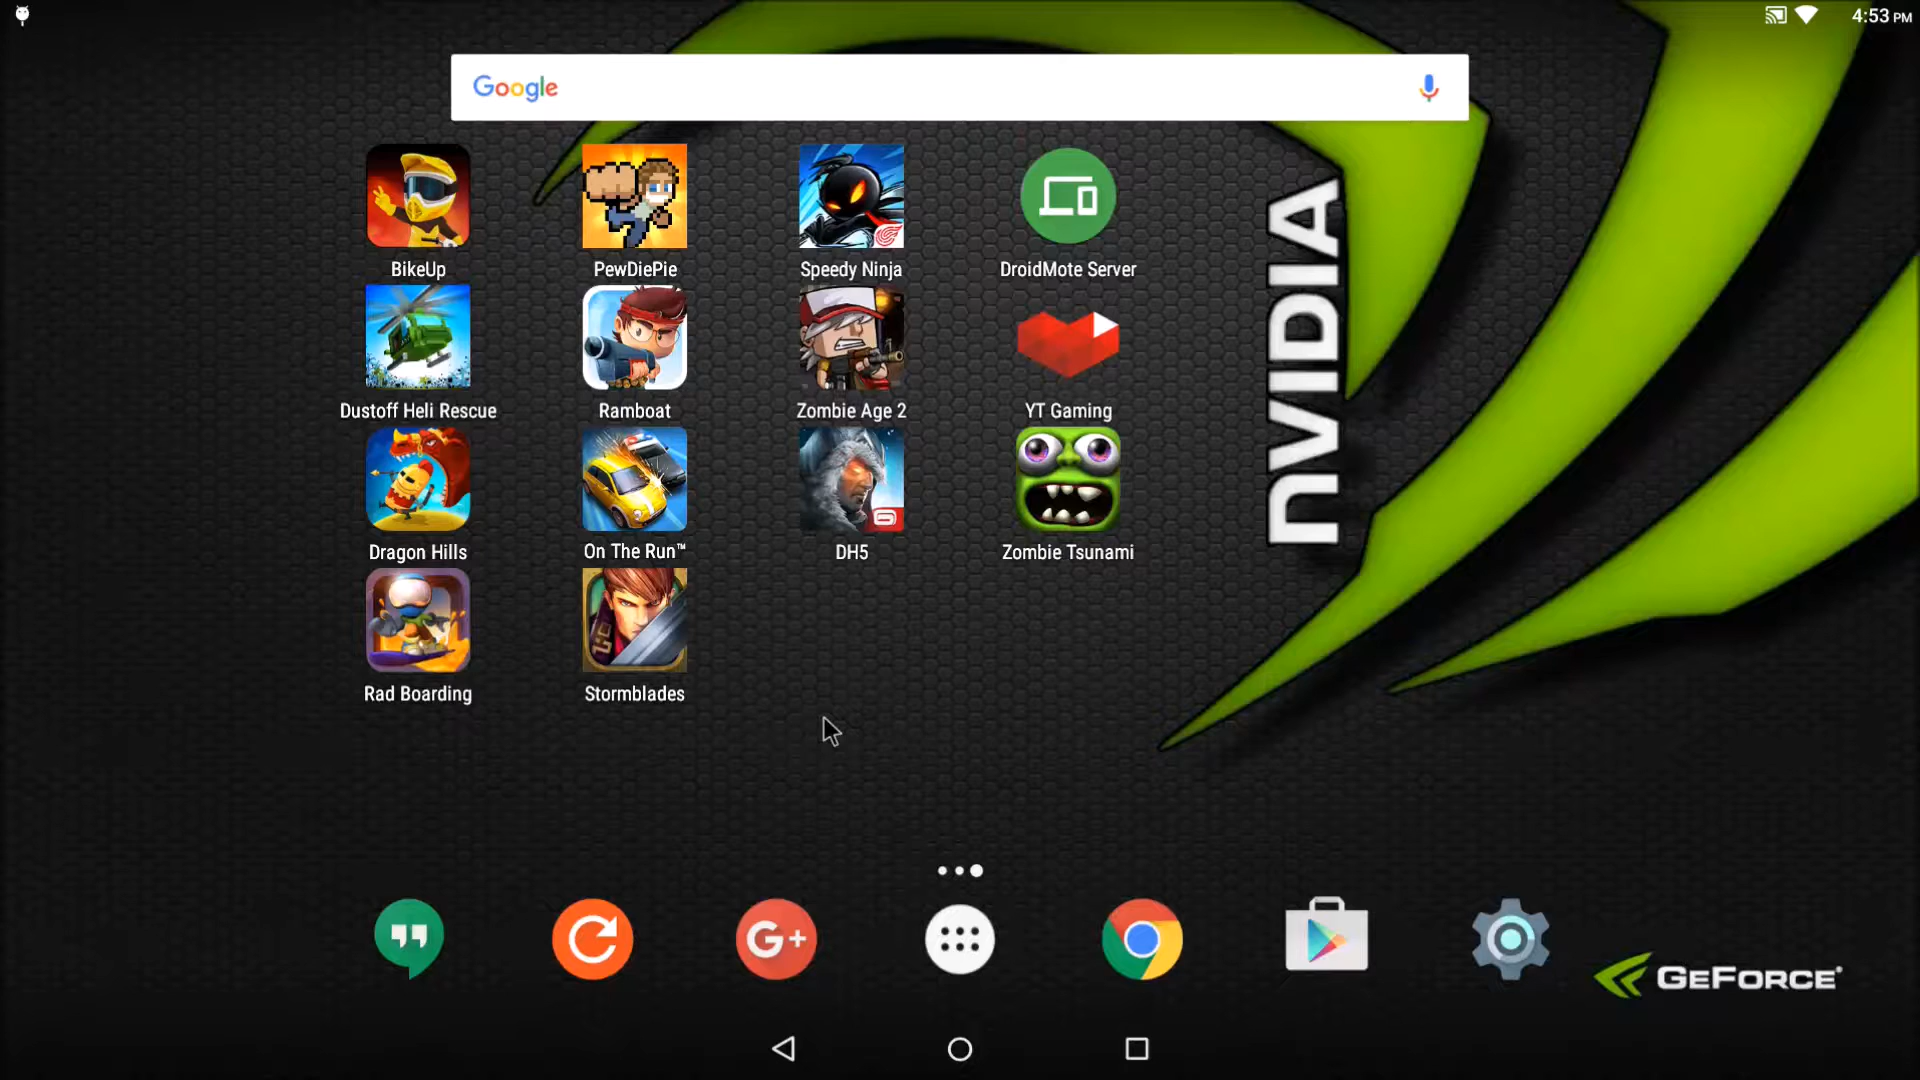 4:53 PM
Google
BikeUp
PewDiePie
Speedy Ninja
DroidMote Server
Dustoff Heli Rescue
Ramboat
Zombie Age 2
YT Gaming
Dragon Hills
On The Run™
DH5
Zombie Tsunami
Rad Boarding
Stormblades
NVIDIA
G+
GEFORCE®